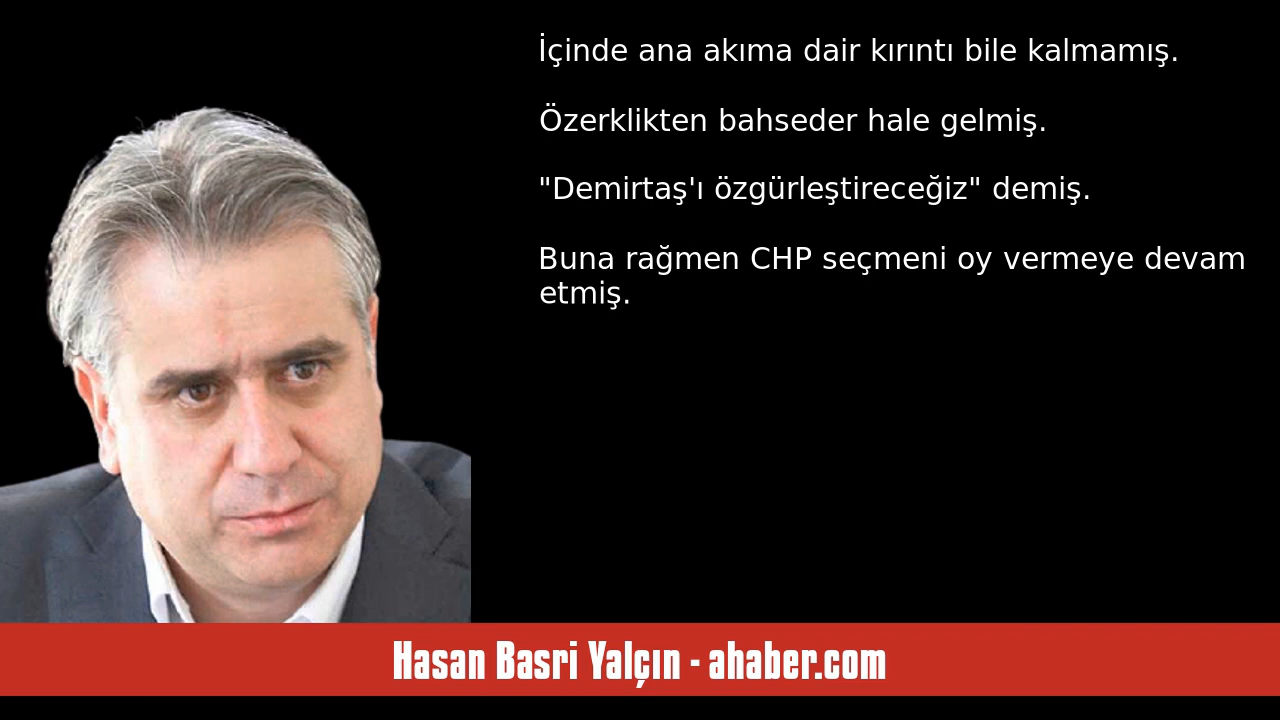 İçinde ana akıma dair kırıntı bile kalmamış.
Özerklikten bahseder hale gelmiş.
"Demirtaş'ı özgürleştireceğiz" demiş.
Buna rağmen CHP seçmeni oy vermeye devam
etmiş.
Hasan Basri Yalçın - ahaber.com